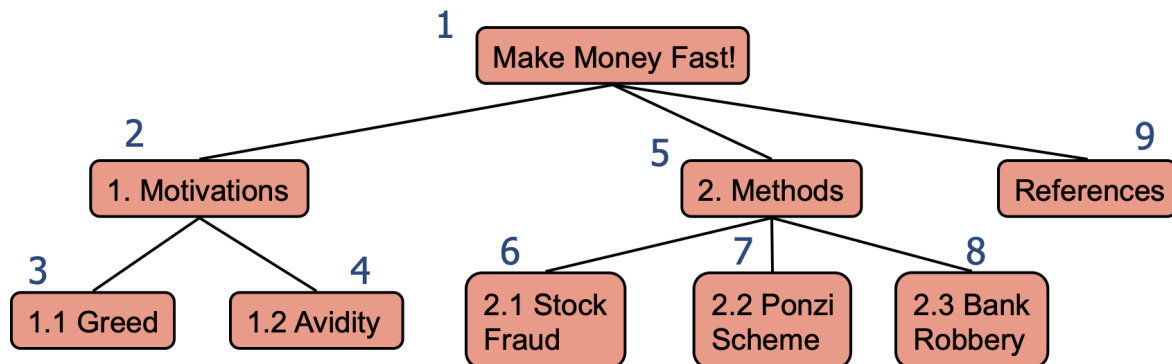 1
Make Money Fast!
2
5
9
1. Motivations
2. Methods
References
3
4
6
7
8
1.1 Greed
1.2 Avidity
2.1 Stock
Fraud
2.2 Ponzi
Scheme
2.3 Bank
Robbery